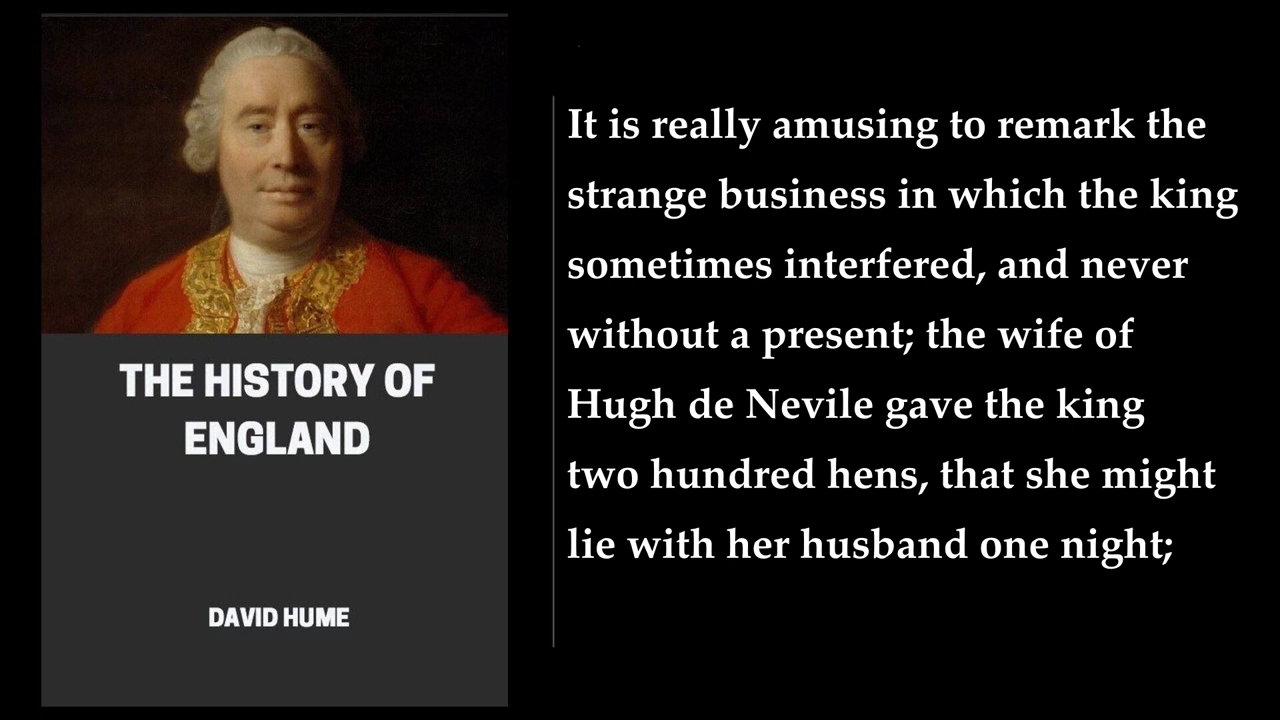 THE HISTORY OF
ENGLAND
DAVID HUME
It is really amusing to remark the
strange business in which the king
sometimes interfered, and never
without a present; the wife of
Hugh de Nevile gave the king
two hundred hens, that she might
lie with her husband one night;